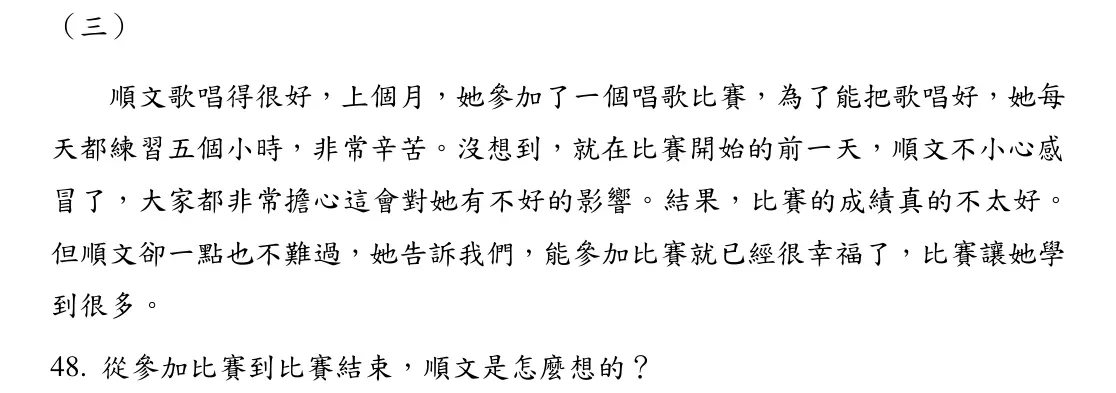 （三）
順文歌唱得很好，上個月，她參加了一個唱歌比賽，為了能把歌唱好，她每
天都練習五個小時，非常辛苦。沒想到，就在比賽開始的前一天，順文不小心感
冒了，大家都非常擔心這會對她有不好的影響。結果，比賽的成績真的不太好。
但順文卻一點也不難過，她告訴我們，能參加比賽就已經很幸福了，比賽讓她學
到很多。
48. 從參加比賽到比賽結束，順文是怎麼想的？